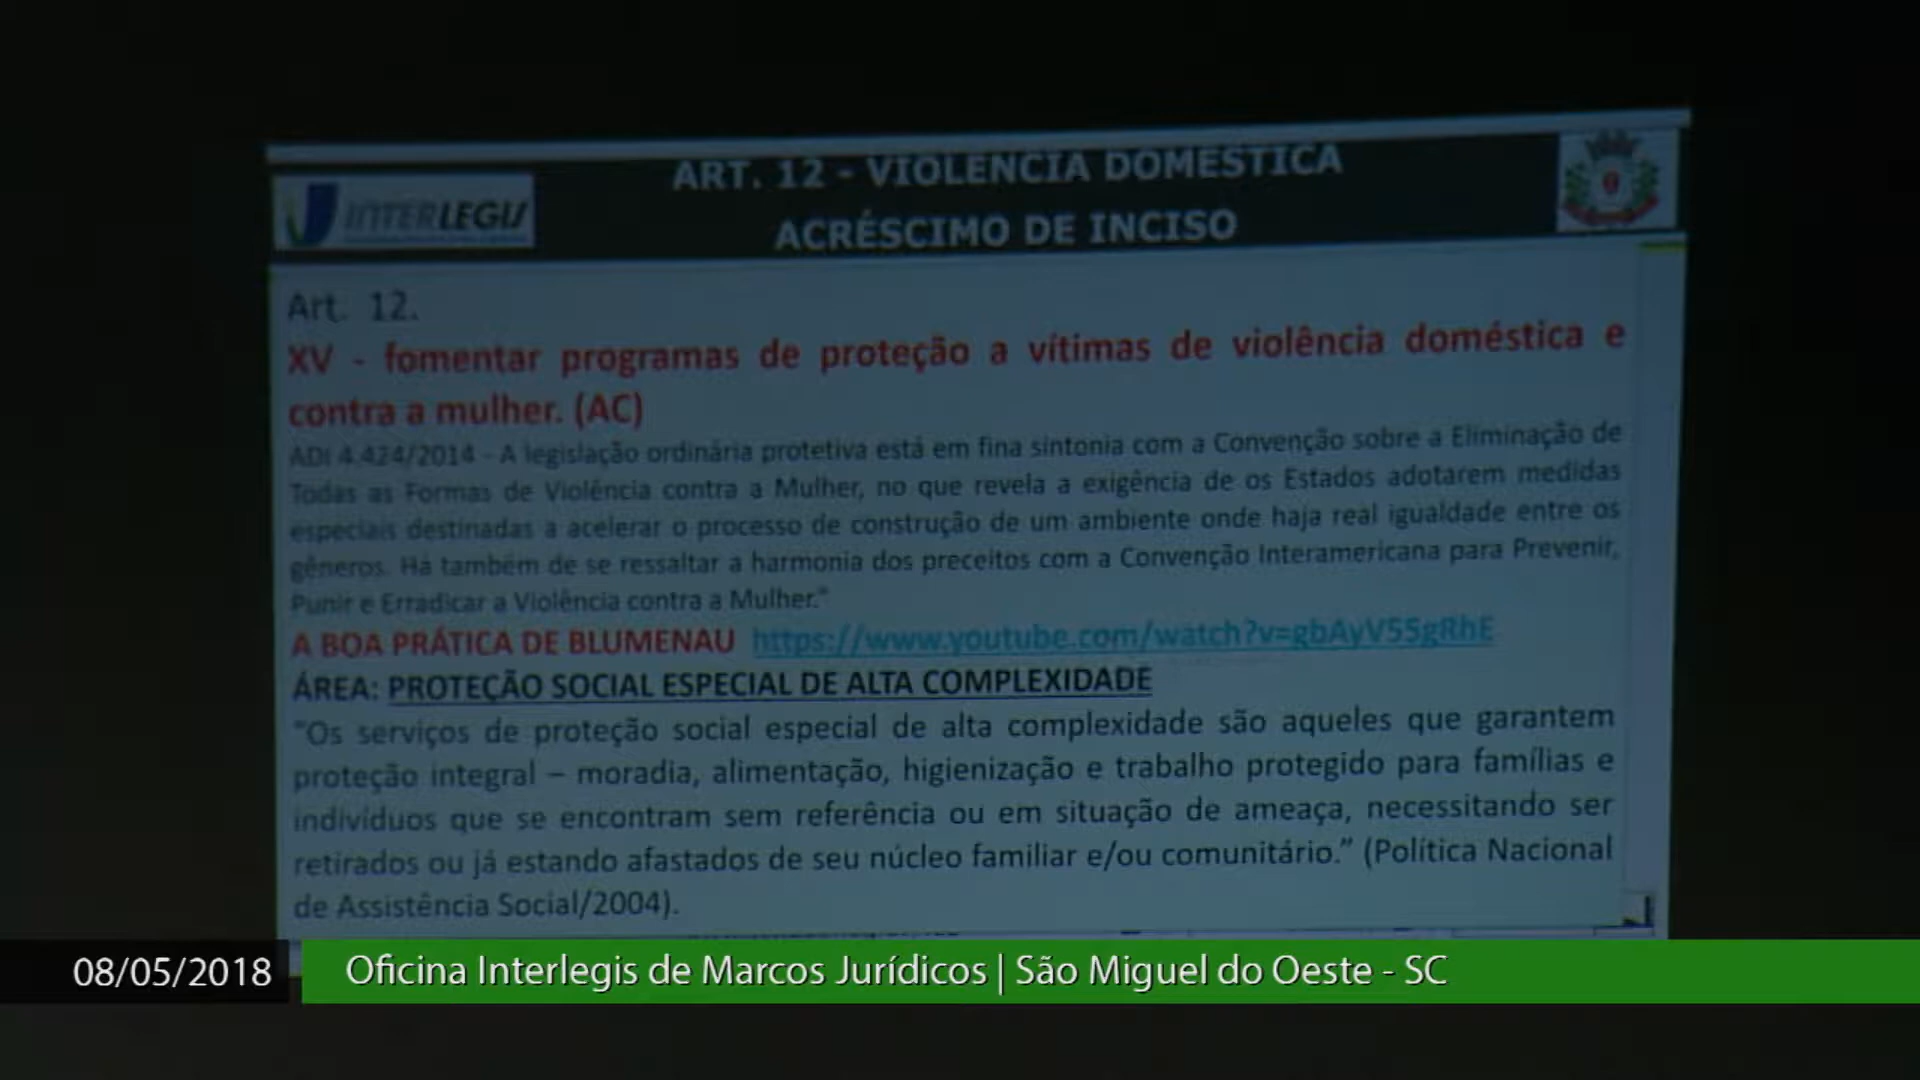 ART. 12 - VIOLENCIA DOMESTICA
INTERLEGIS
ACRÉSCIMO DE INCISO
Art. 12.
XV - fomentar programas de proteção a vítimas de violência doméstica e
contra a mulher. (AC)
ADI 4.424/2014 - A legislação ordinária protetiva está em fina sintonia com a Convenção sobre a Eliminação de
Todas as Formas de Violência contra a Mulher, no que revela a exigência de os Estados adotarem medidas
especiais destinadas a acelerar o processo de construção de um ambiente onde haja real igualdade entre os
gêneros. Há também de se ressaltar a harmonia dos preceitos com a Convenção Interamericana para Prevenir,
Punir e Erradicar a Violência contra a Mulher."
A BOA PRÁTICA DE BLUMENAU https://www.youtube.com/watch?v=gbAyV55gRhE
ÁREA: PROTEÇÃO SOCIAL ESPECIAL DE ALTA COMPLEXIDADE
"Os serviços de proteção social especial de alta complexidade são aqueles que garantem
proteção integral – moradia, alimentação, higienização e trabalho protegido para famílias e
indivíduos que se encontram sem referência ou em situação de ameaça, necessitando ser
retirados ou já estando afastados de seu núcleo familiar e/ou comunitário." (Política Nacional
de Assistência Social/2004).
08/05/2018
Oficina Interlegis de Marcos Jurídicos | São Miguel do Oeste - SC